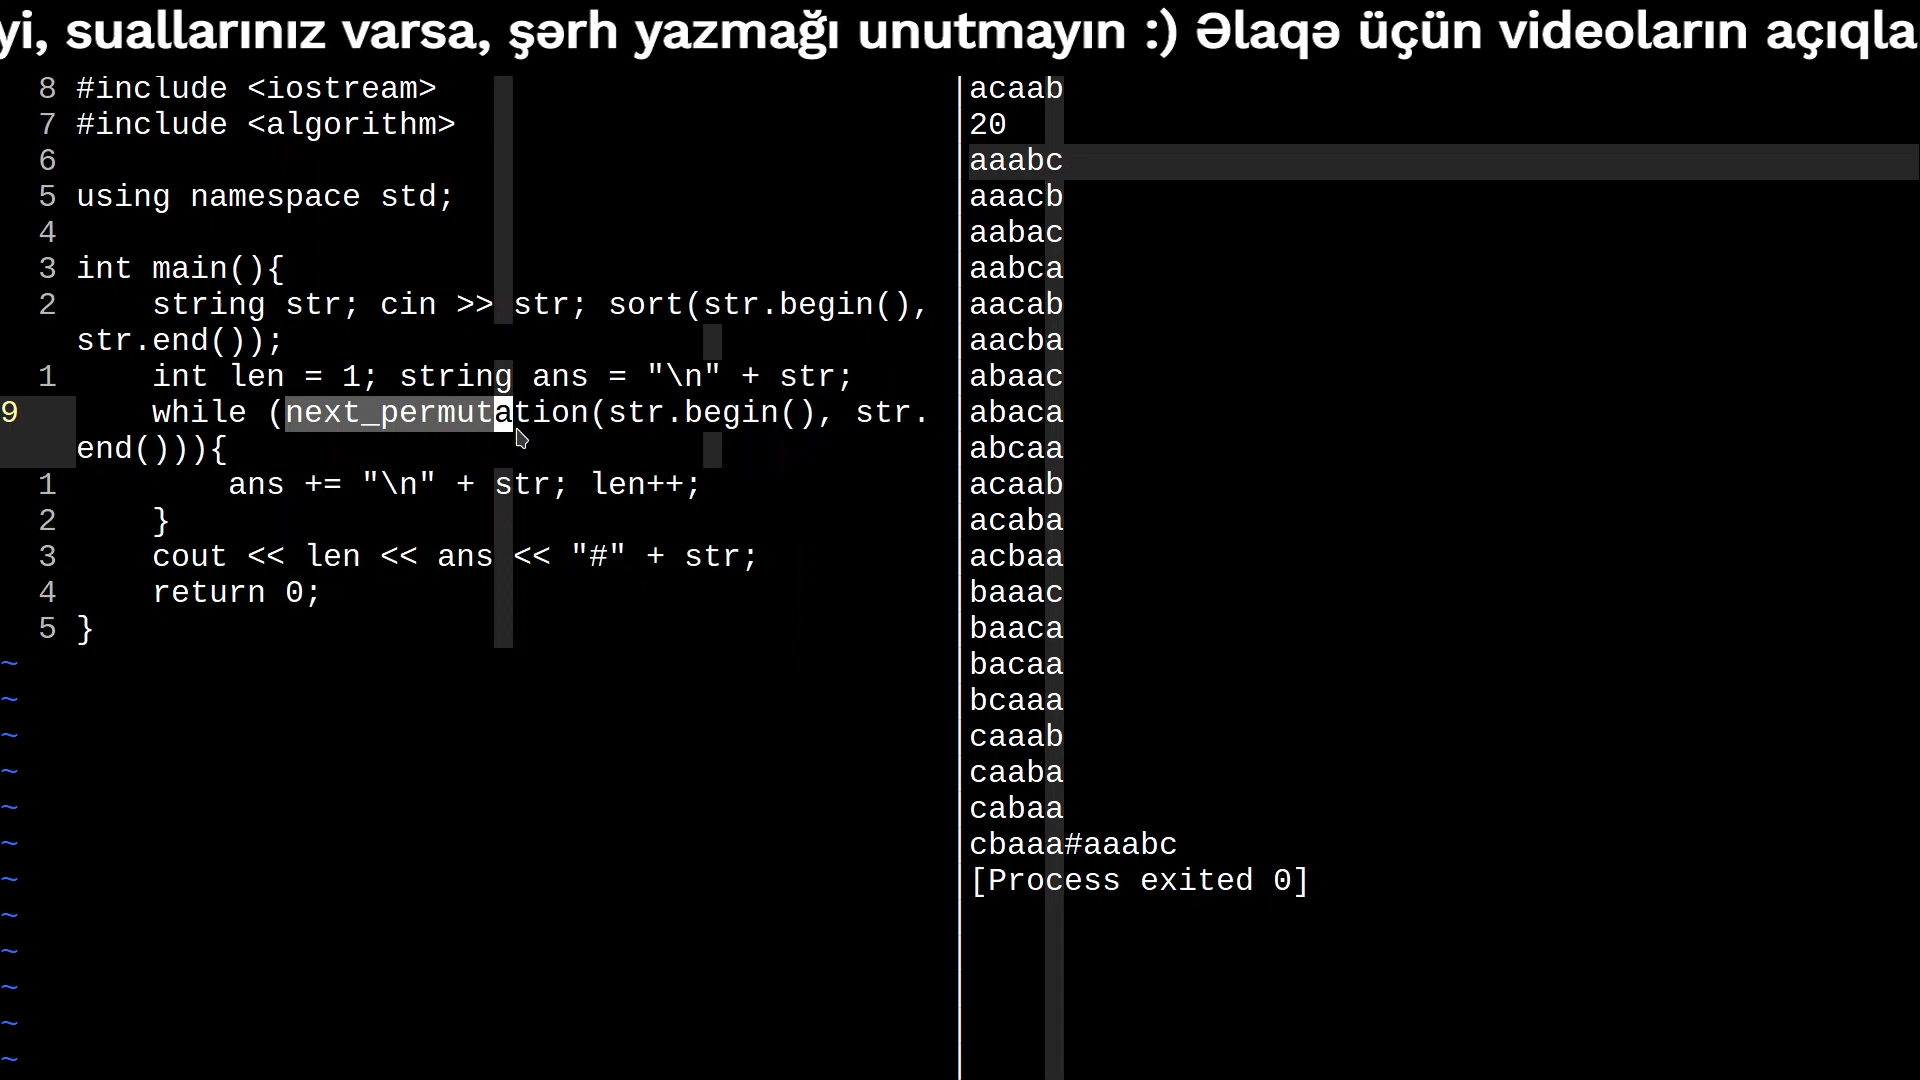 yi, suallarınız varsa, şərh yazmağı unutmayın :) Əlaqə üçün videoların açıqla
8 #include <iostream>
7 #include <algorithm>
6
5 using namespace std;
4
3 int main(){
2     string str; cin >> str; sort(str.begin(),
str.end());
1     int len = 1; string ans = "\n" + str;
9     while (next_permutation(str.begin(), str.
end())){
1         ans += "\n" + str; len++;
2     }
3     cout << len << ans << "#" + str;
4     return 0;
5 }
~
~
~
~
~
~
~
~
~
~
~
~
acaab
20
aaabc
aaacb
aabac
aabca
aacab
aacba
abaac
abaca
abcaa
acaab
acaba
acbaa
baaac
baaca
bacaa
bcaaa
caaab
caaba
cabaa
cbaaa#aaabc
[Process exited 0]